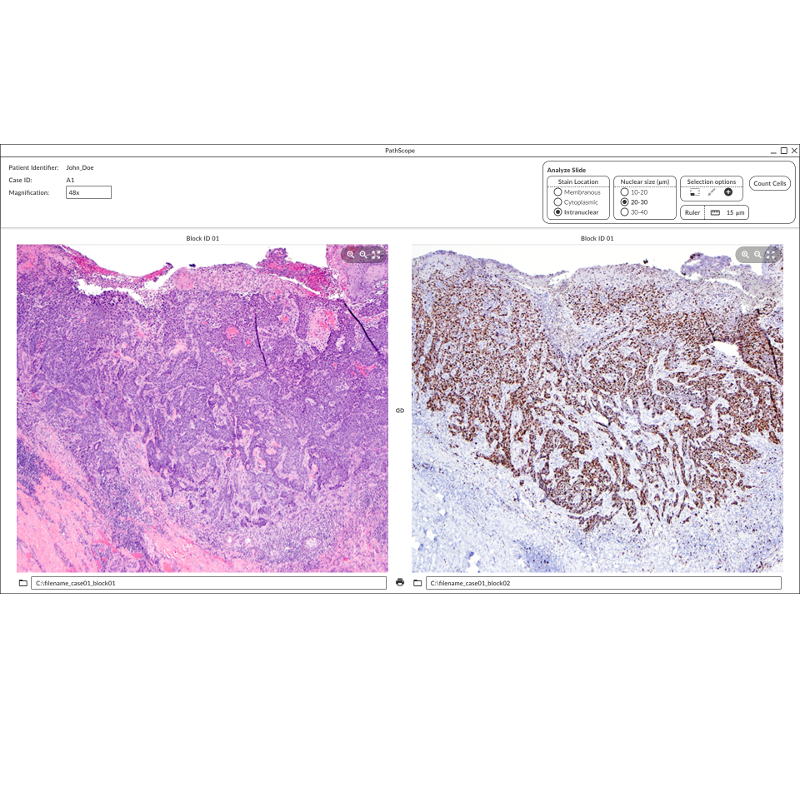 PathScope
Patient Identifier: John_Doe
Case ID: A1
Magnification: 48x
Analyze Slide
Stain Location
Membranous
Cytoplasmic
Intranuclear
Nuclear size (µm)
10-20
20-30
30-40
Selection options
Ruler 15 µm
Count Cells
Block ID 01
Block ID 01
C:\filename_case01_block01
C:\filename_case01_block02